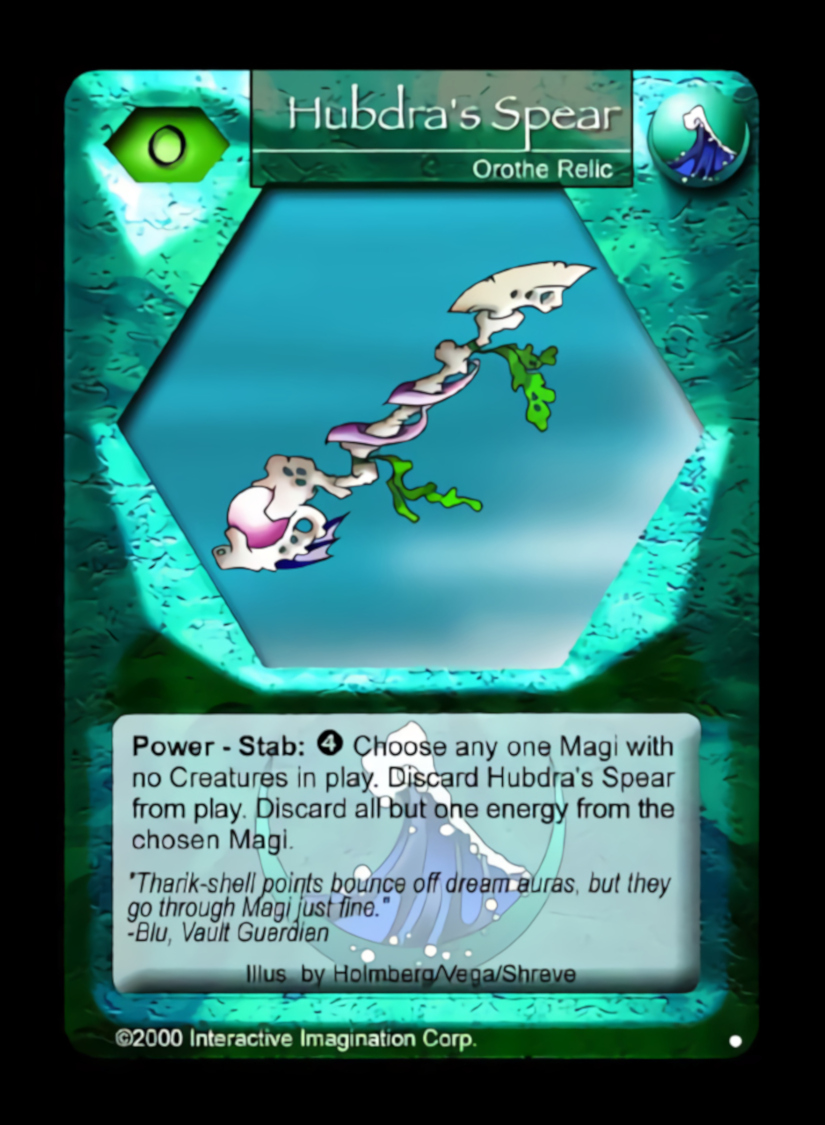 0
Hubdra's Spear
Orothe Relic
Power - Stab: 4 Choose any one Magi with
no Creatures in play. Discard Hubdra's Spear
from play. Discard all but one energy from the
chosen Magi.
"Tharik-shell points bounce off dream auras, but they
go through Magi just fine."
-Blu, Vault Guardian
Illus by Holmberg/Vega/Shreve
©2000 Interactive Imagination Corp.